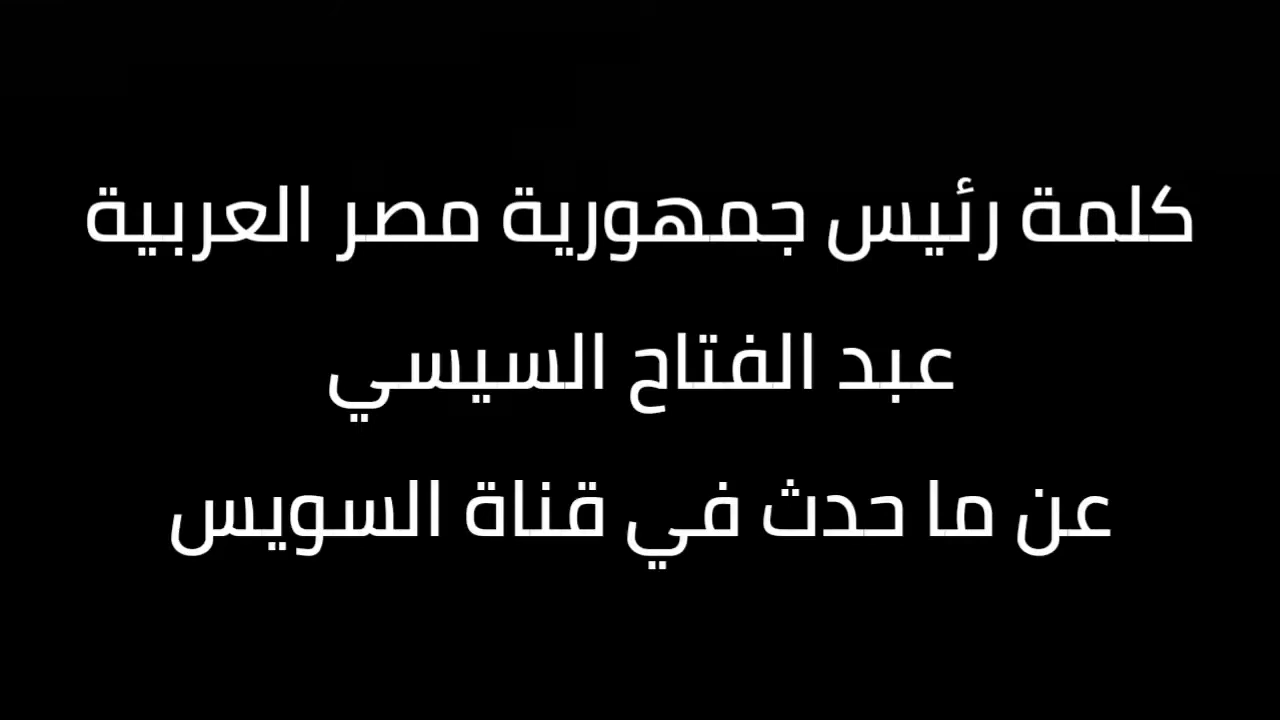 كلمة رئيس جمهورية مصر العربية
عبد الفتاح السيسي
عن ما حدث في قناة السويس